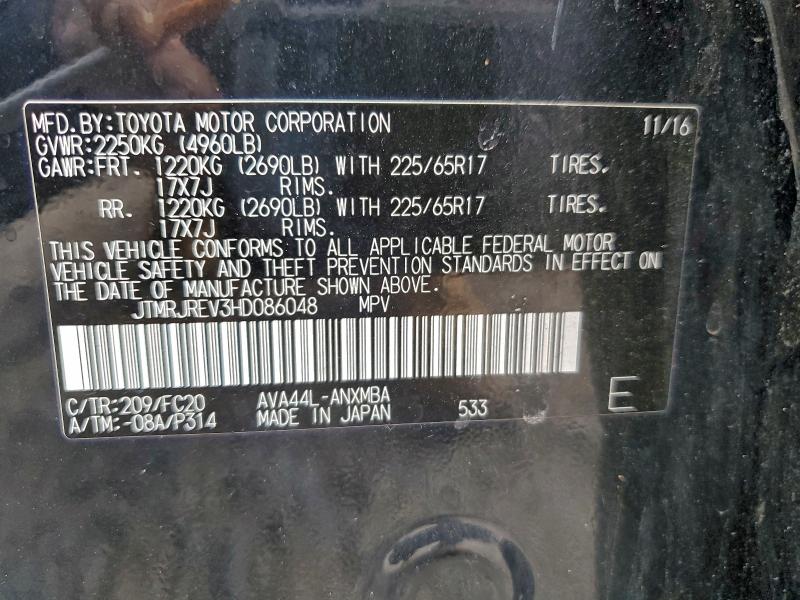 MFD.BY:TOYOTA MOTOR CORPORATION 11/16
GVWR:2250KG (4960LB)
GAWR:FRT. 1220KG (2690LB) WITH 225/65R17 TIRES.
17X7J RIMS.
RR. 1220KG (2690LB) WITH 225/65R17 TIRES.
17X7J RIMS.
THIS VEHICLE CONFORMS TO ALL APPLICABLE FEDERAL MOTOR
VEHICLE SAFETY AND THEFT PREVENTION STANDARDS IN EFFECT ON
THE DATE OF MANUFACTURE SHOWN ABOVE.
JTMRJREV3HD086048 MPV
C/TR:209/FC20 AVA44L-ANXMBA
A/TM:-08A/P314 MADE IN JAPAN 533 E